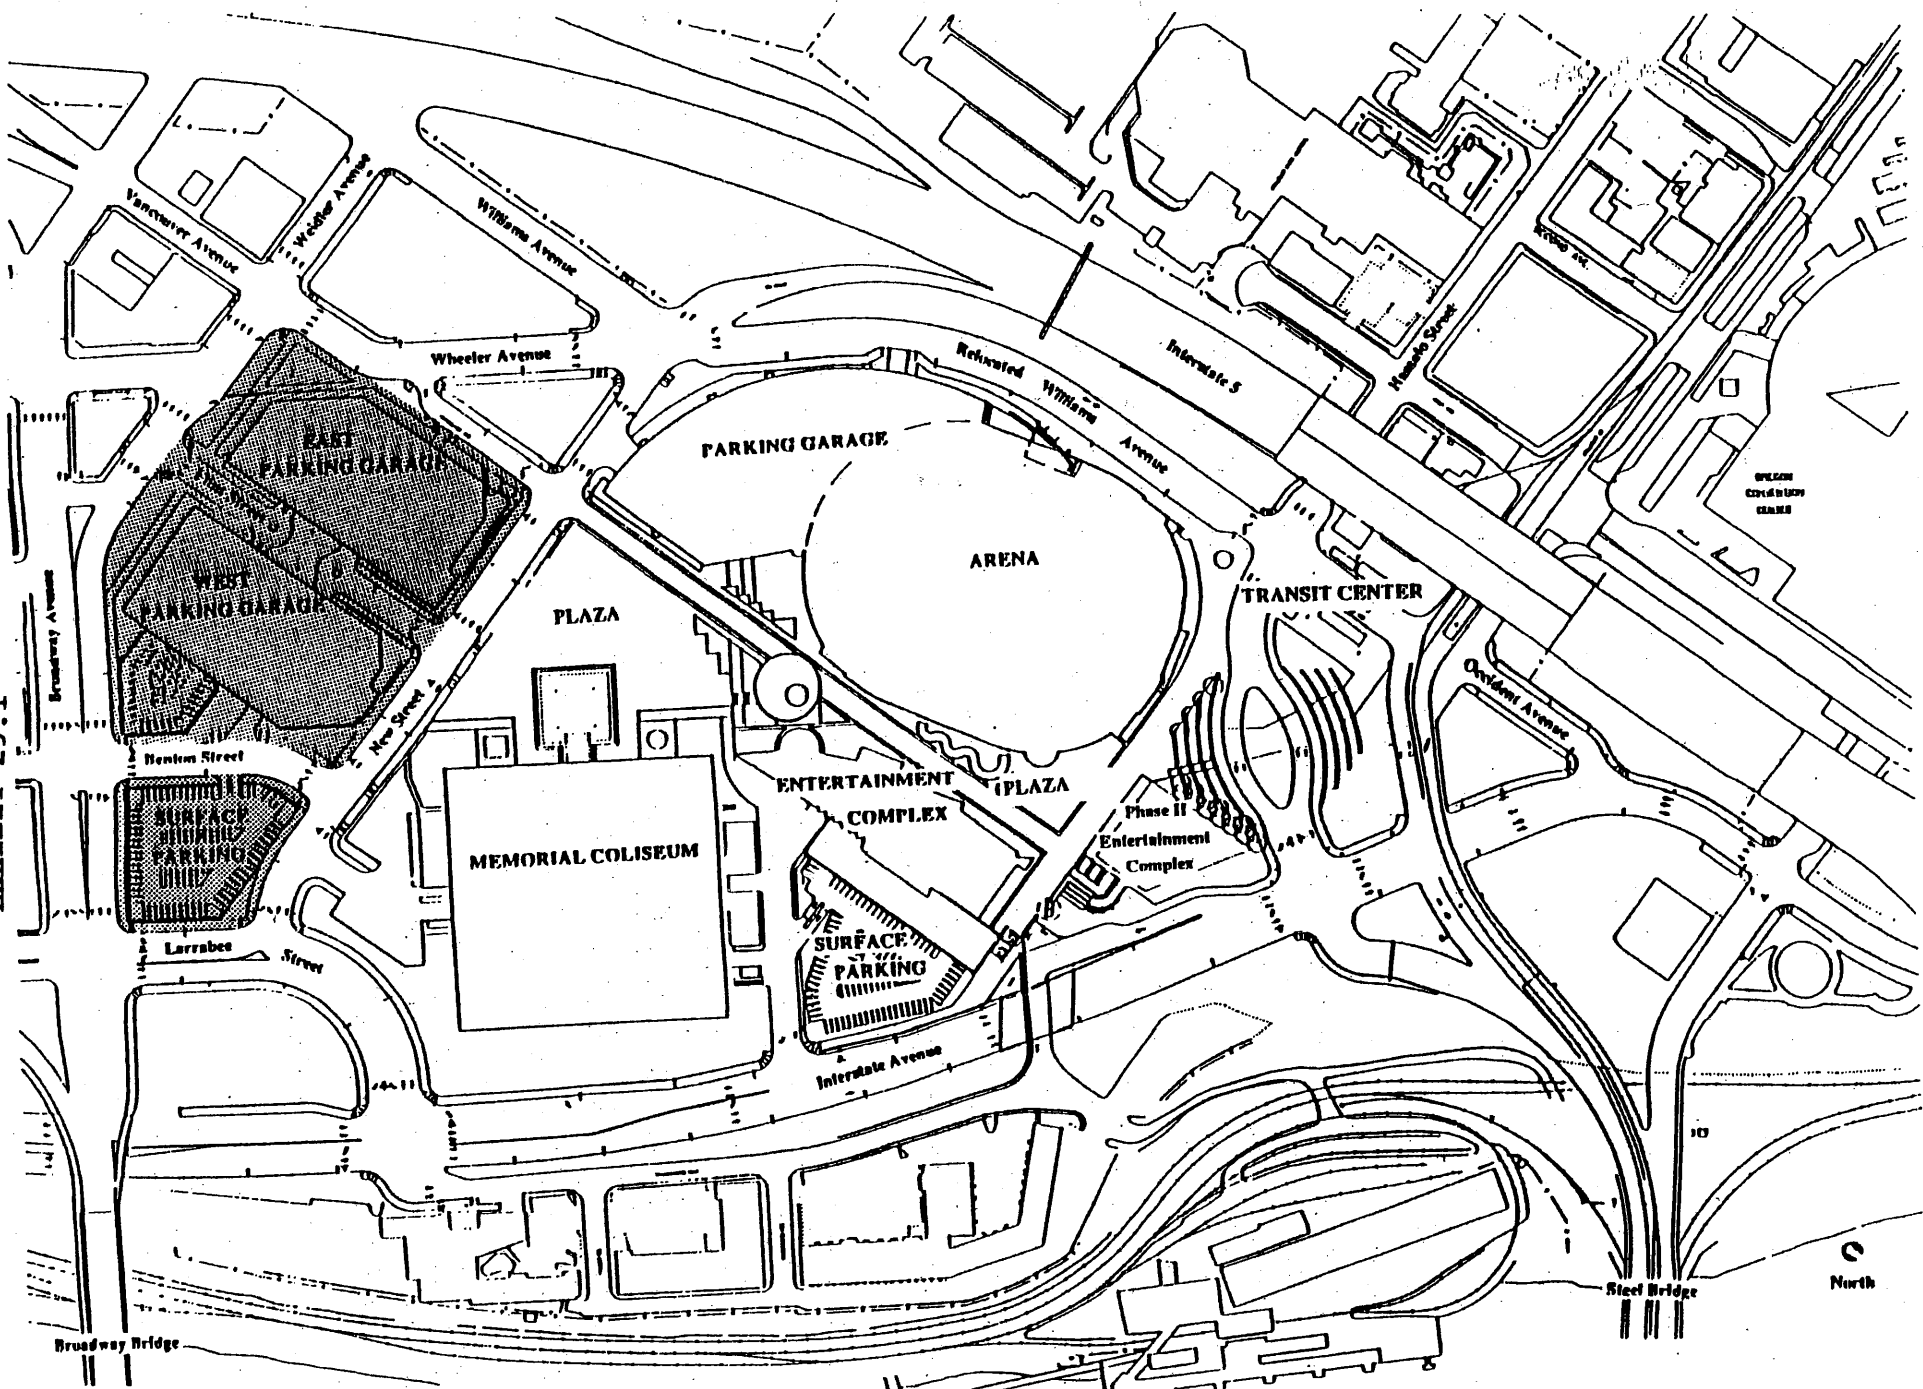 Vancouver Avenue
Weidler Avenue
Williams Avenue
Wheeler Avenue
Relocated Williams Avenue
Interstate 5
Hassalo Street
EAST
PARKING GARAGE
PARKING GARAGE
ARENA
TRANSIT CENTER
WEST
PARKING GARAGE
Broadway Avenue
PLAZA
New Street
Occident Avenue
Benton Street
SURFACE
PARKING
MEMORIAL COLISEUM
ENTERTAINMENT
COMPLEX
PLAZA
Phase II
Entertainment
Complex
Larrabee Street
SURFACE
PARKING
Interstate Avenue
Steel Bridge
North
Broadway Bridge